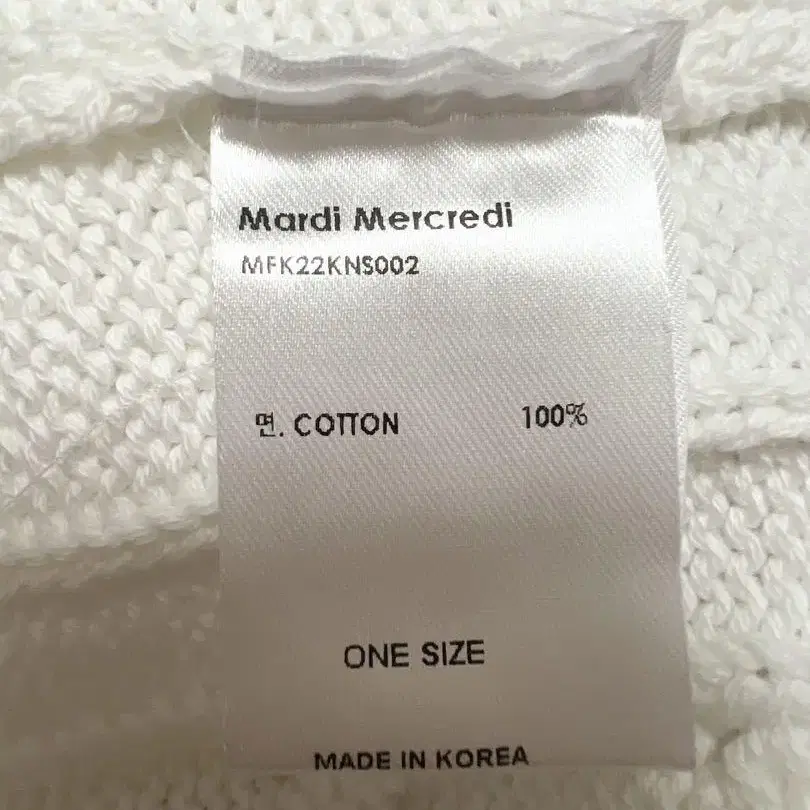 Mardi Mercredi
MFK22KNS002
면. COTTON 100%
ONE SIZE
MADE IN KOREA